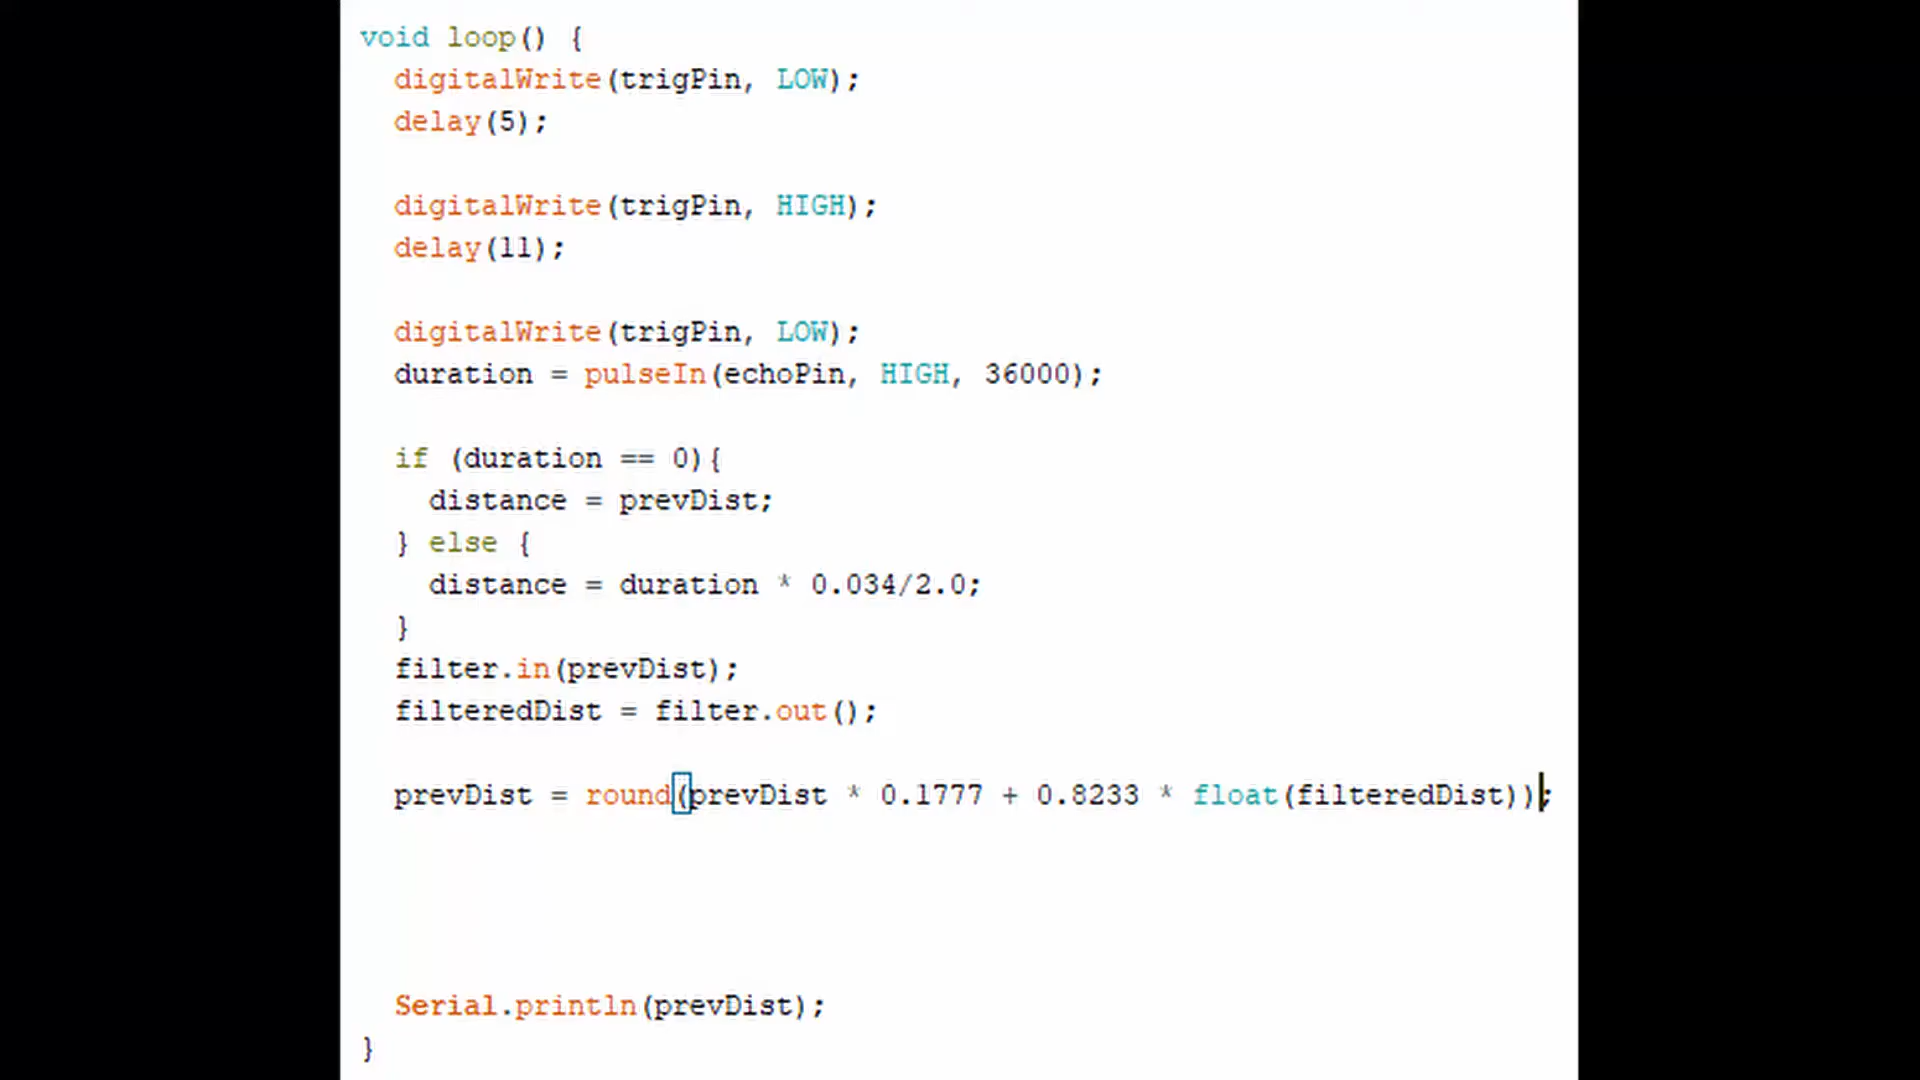 void loop() {
digitalWrite(trigPin, LOW);
delay(5);
digitalWrite(trigPin, HIGH);
delay(11);
digitalWrite(trigPin, LOW);
duration = pulseIn(echoPin, HIGH, 36000);
if (duration == 0){
distance = prevDist;
} else {
distance = duration * 0.034/2.0;
}
filter.in(prevDist);
filteredDist = filter.out();
prevDist = round(prevDist * 0.1777 + 0.8233 * float(filteredDist));
Serial.println(prevDist);
}